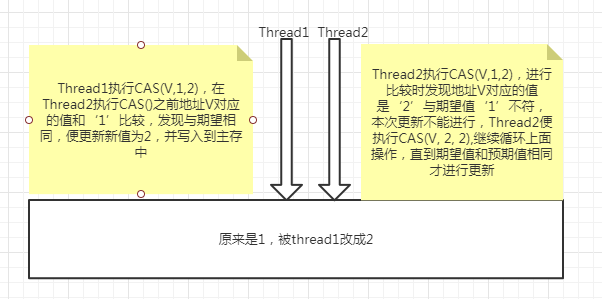 Thread1 Thread2
Thread1执行CAS(V,1,2)，在
Thread2执行CAS()之前地址V对应
的值和‘1’比较，发现与期望相
同，便更新新值为2，并写入到主存
中
Thread2执行CAS(V,1,2)，进行
比较时发现地址V对应的值
是‘2’与期望值‘1’不符，
本次更新不能进行，Thread2便
执行CAS(V, 2, 2),继续循环上面
操作，直到期望值和预期值相同
才进行更新
原来是1，被thread1改成2